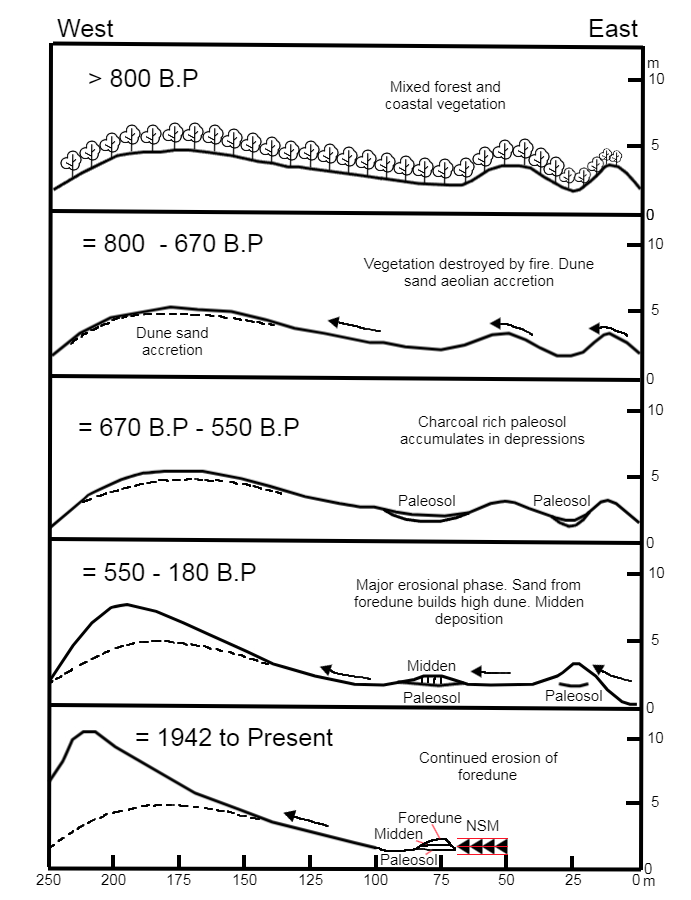 West
East
m
> 800 B.P
Mixed forest and
coastal vegetation
10
5
0
= 800 - 670 B.P
Vegetation destroyed by fire. Dune
sand aeolian accretion
10
Dune sand
accretion
5
0
= 670 B.P - 550 B.P
Charcoal rich paleosol
accumulates in depressions
10
5
Paleosol
Paleosol
0
= 550 - 180 B.P
Major erosional phase. Sand from
foredune builds high dune. Midden
deposition
10
5
Midden
Paleosol
Paleosol
0
= 1942 to Present
Continued erosion of
foredune
10
5
Foredune
NSM
Midden
Paleosol
0
250 200 175 150 125 100 75 50 25 0 m